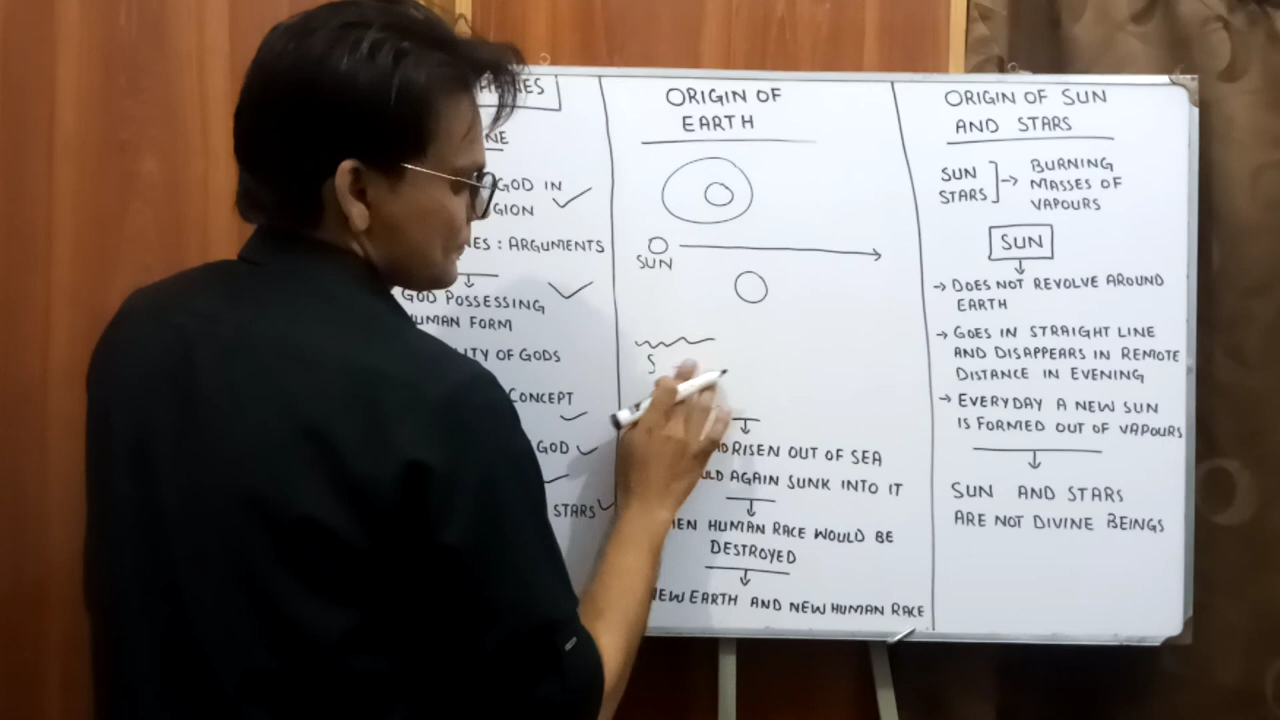 GOD IN
ARGUMENTS
GOD POSSESSING
HUMAN FORM
OF GODS
CONCEPT
GOD
STARS
ORIGIN OF
EARTH
SUN
S
RISEN OUT OF SEA
AGAIN SUNK INTO IT
HUMAN RACE WOULD BE
DESTROYED
NEW EARTH AND NEW HUMAN RACE
ORIGIN OF SUN
AND STARS
SUN
STARS
BURNING
MASSES OF
VAPOURS
SUN
DOES NOT REVOLVE AROUND
EARTH
GOES IN STRAIGHT LINE
AND DISAPPEARS IN REMOTE
DISTANCE IN EVENING
EVERYDAY A NEW SUN
IS FORMED OUT OF VAPOURS
SUN AND STARS
ARE NOT DIVINE BEINGS